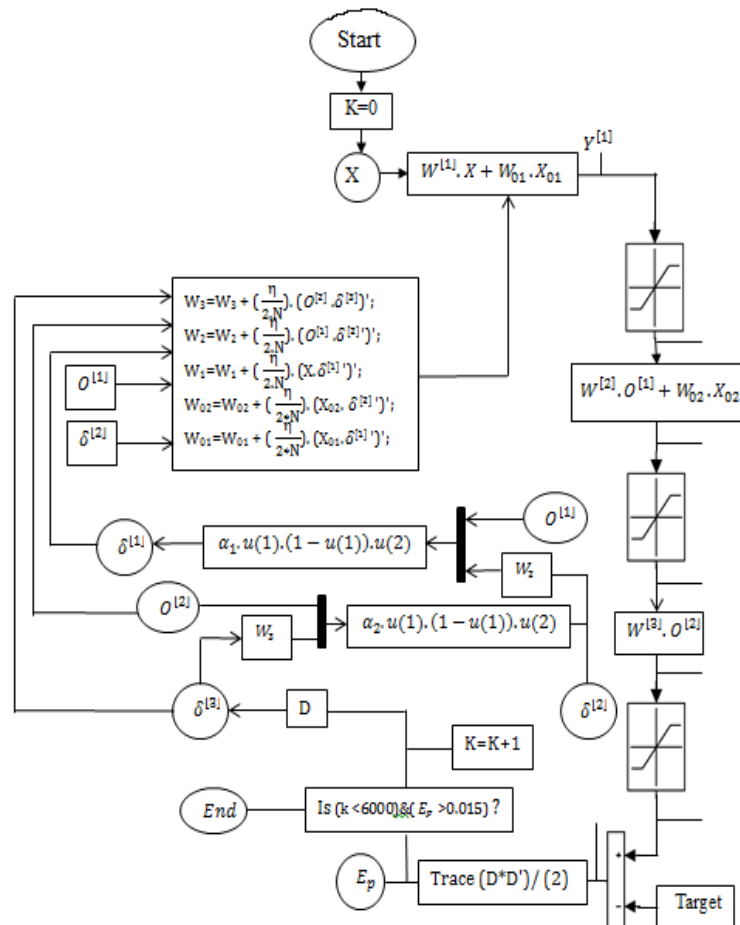 Start
K=0
X
W^[1]. X + W_01. X_01
Y^[1]
W_3=W_3 + (η/2.N). (O^[2]. δ^[3])';
W_2=W_2 + (η/2.N). (O^[1]. δ^[2]')';
W_1=W_1 + (η/2.N). (X. δ^[1]')';
W_02=W_02 + (η/2*N). (X_02. δ^[2]')';
W_01=W_01 + (η/2*N). (X_01. δ^[1]')';
O^[1]
δ^[2]
W^[2]. O^[1] + W_02. X_02
δ^[1]
α_1. u(1). (1 − u(1)). u(2)
O^[1]
W_2
O^[2]
W_3
α_2. u(1). (1 − u(1)). u(2)
W^[3]. O^[2]
δ^[3]
D
δ^[2]
K=K+1
End
Is (k <6000)&( E_p >0.015) ?
E_p
Trace (D*D')/ (2)
+
-
Target